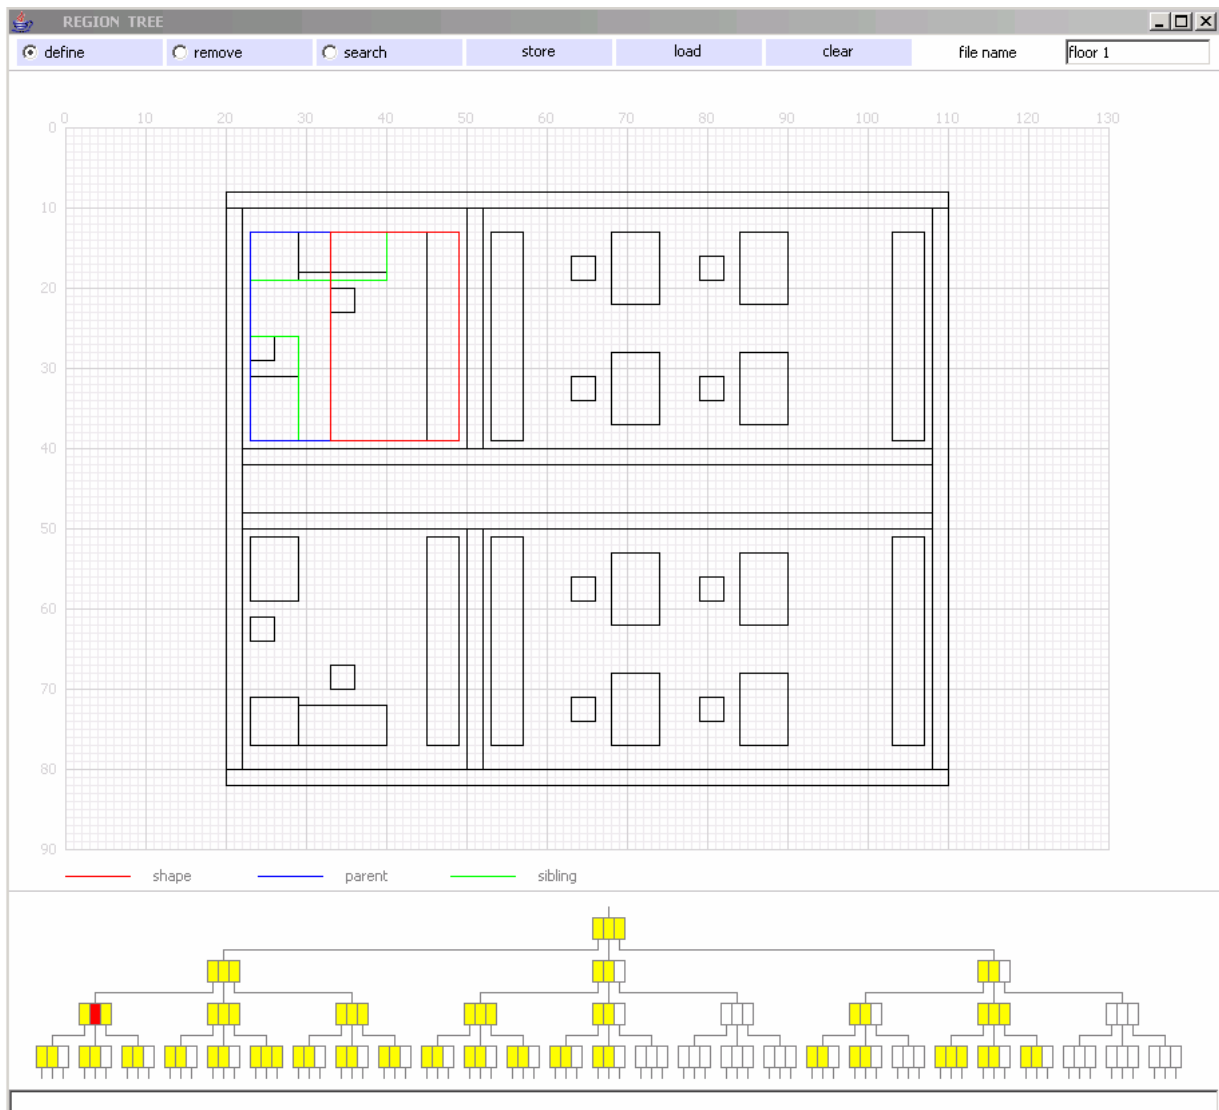 REGION TREE
define remove search store load clear file name floor 1
0 10 20 30 40 50 60 70 80 90 100 110 120 130
0
10
20
30
40
50
60
70
80
90
shape parent sibling